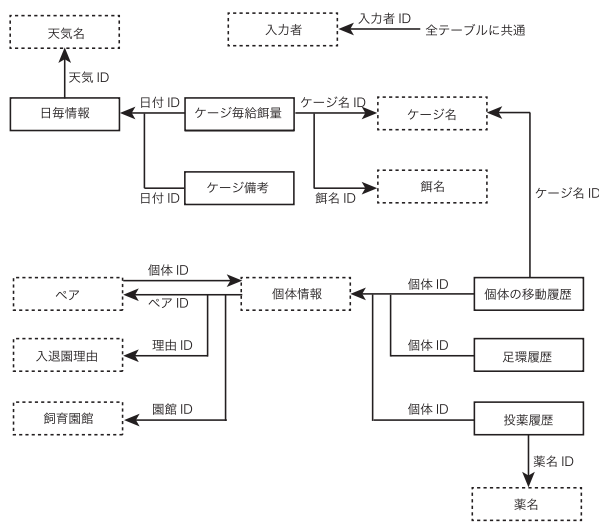 天気名
入力者
入力者 ID
全テーブルに共通
天気 ID
日毎情報
日付 ID
ケージ毎給餌量
ケージ名 ID
ケージ名
日付 ID
ケージ備考
餌名 ID
餌名
ケージ名 ID
個体 ID
ペア
ペア ID
個体情報
個体 ID
個体の移動履歴
入退園理由
理由 ID
個体 ID
足環履歴
飼育園館
園館 ID
個体 ID
投薬履歴
薬名 ID
薬名